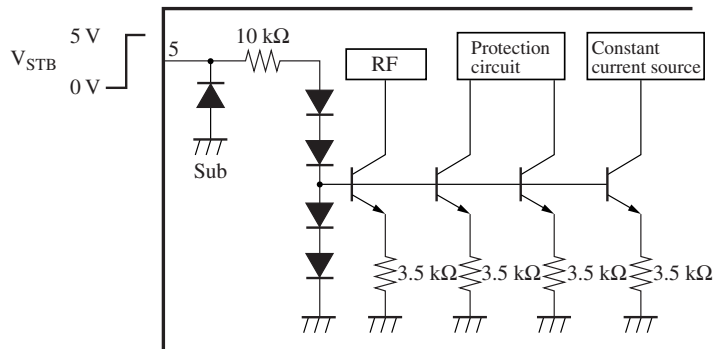 5 V
V_STB
0 V
5
10 kΩ
Sub
RF
Protection
circuit
Constant
current source
3.5 kΩ
3.5 kΩ
3.5 kΩ
3.5 kΩ